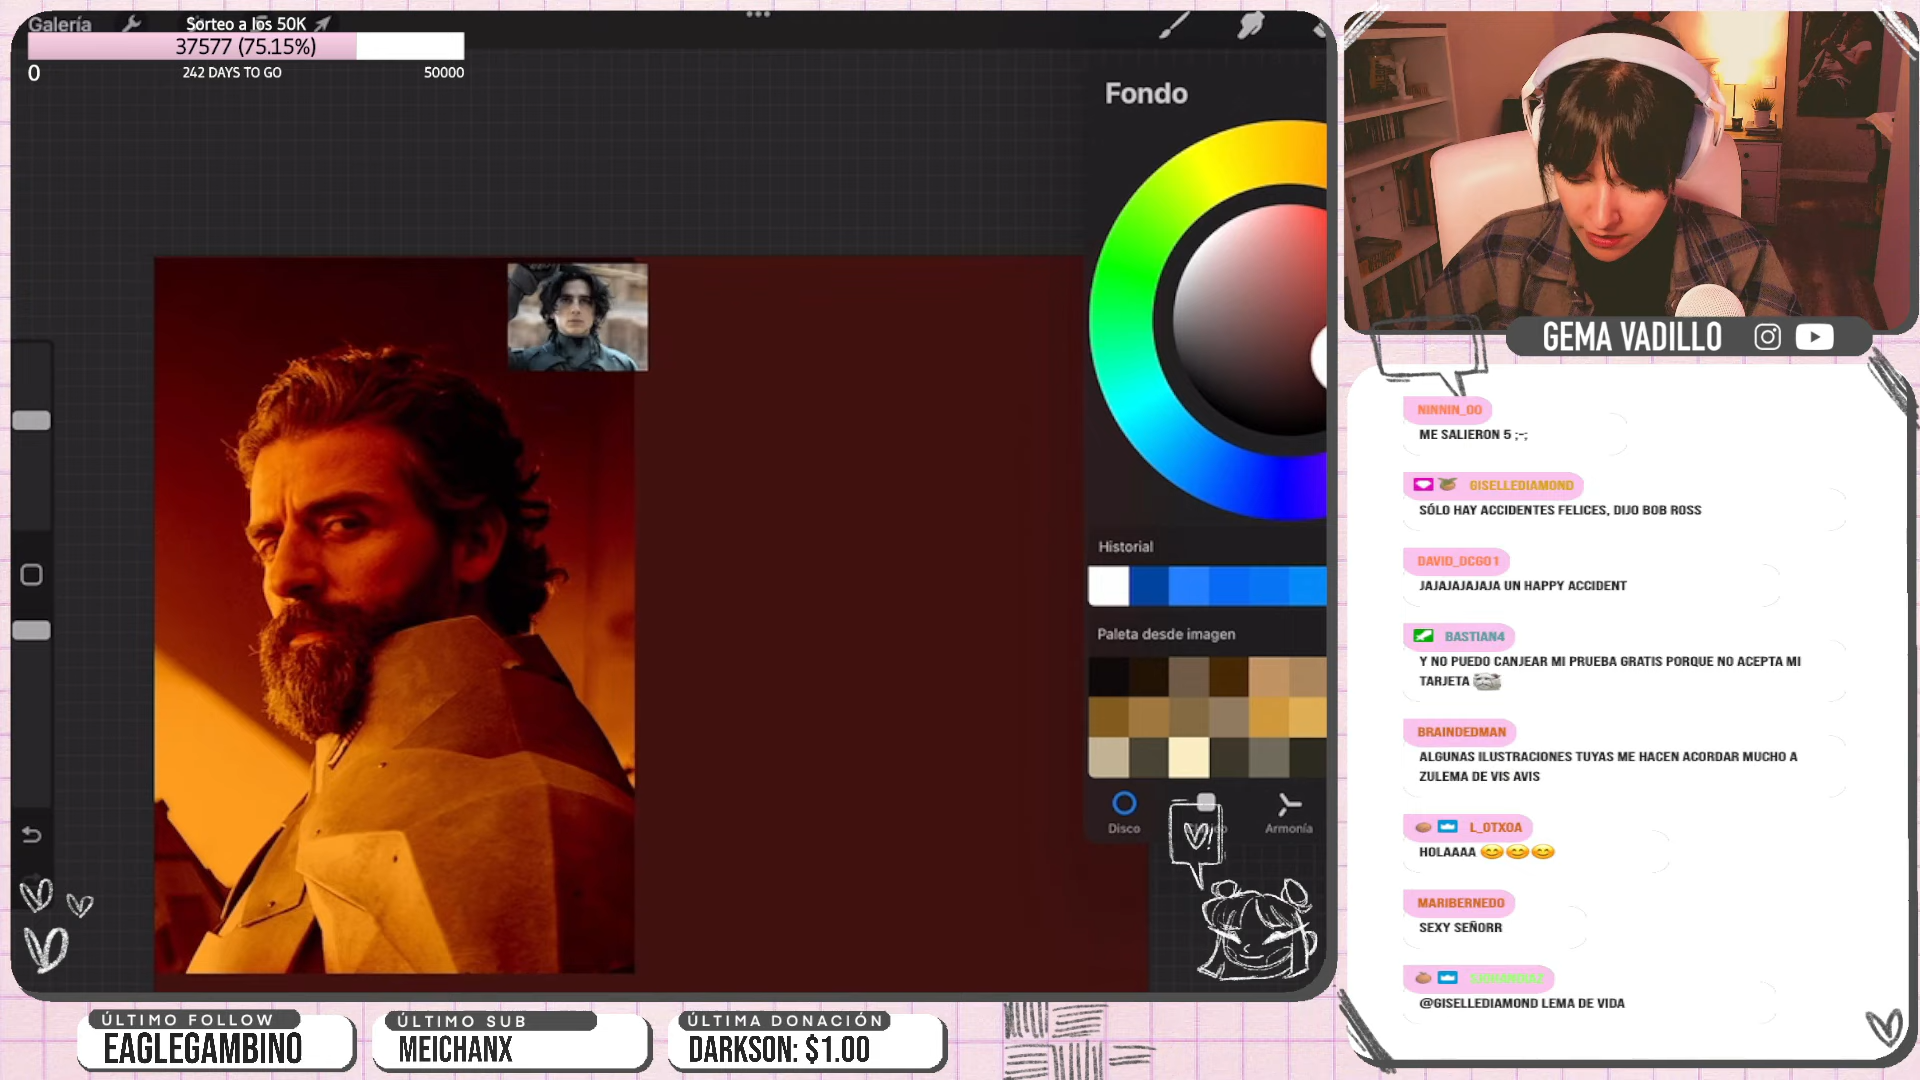 Galería
Sorteo a los 50K
37577 (75.15%)
0
242 DAYS TO GO
50000
Fondo
Historial
Paleta desde imagen
Disco
Armonía
GEMA VADILLO
NINNIN_OO
ME SALIERON 5 ;-;
GISELLEDIAMOND
SÓLO HAY ACCIDENTES FELICES, DIJO BOB ROSS
DAVID_DCG01
JAJAJAJAJAJA UN HAPPY ACCIDENT
BASTIAN4
Y NO PUEDO CANJEAR MI PRUEBA GRATIS PORQUE NO ACEPTA MI
TARJETA
BRAINDEDMAN
ALGUNAS ILUSTRACIONES TUYAS ME HACEN ACORDAR MUCHO A
ZULEMA DE VIS AVIS
L_OTXOA
HOLAAAA 😊😊😊
MARIBERNEDO
SEXY SEÑORR
@GISELLEDIAMOND LEMA DE VIDA
ÚLTIMO FOLLOW
EAGLEGAMBINO
ÚLTIMO SUB
MEICHANX
ÚLTIMA DONACIÓN
DARKSON: $1.00